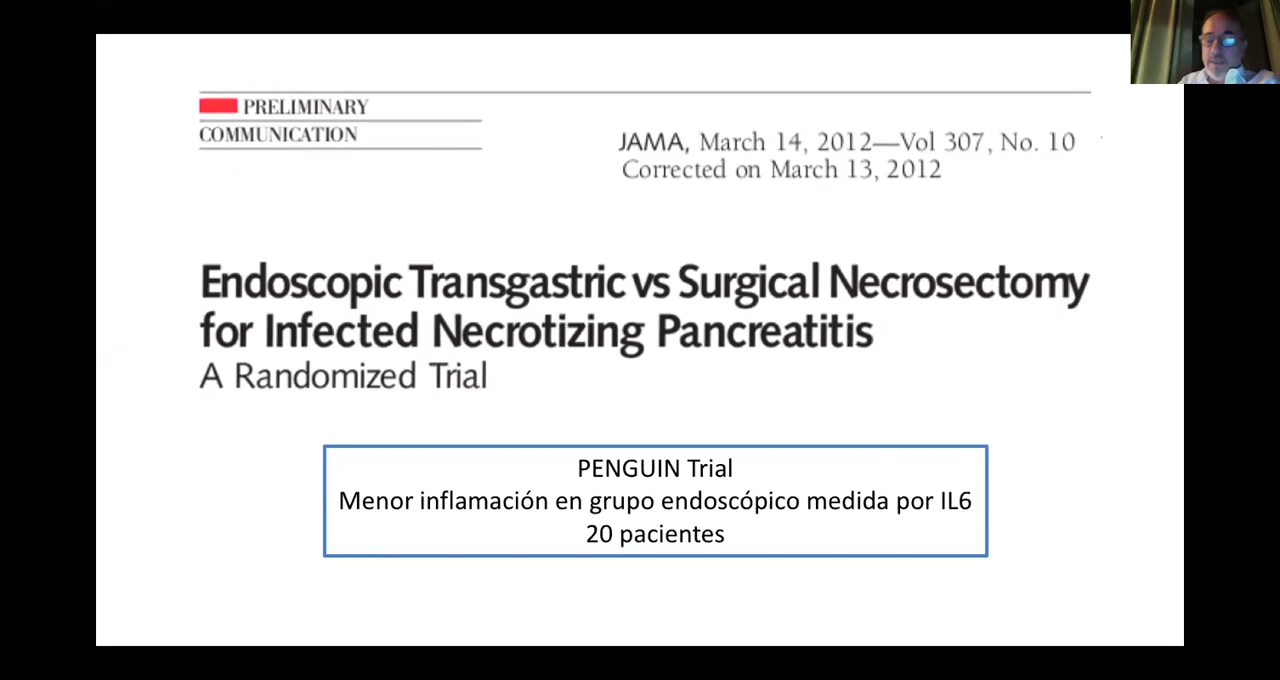 PRELIMINARY
COMMUNICATION
JAMA, March 14, 2012—Vol 307, No. 10
Corrected on March 13, 2012
Endoscopic Transgastric vs Surgical Necrosectomy
for Infected Necrotizing Pancreatitis
A Randomized Trial
PENGUIN Trial
Menor inflamación en grupo endoscópico medida por IL6
20 pacientes